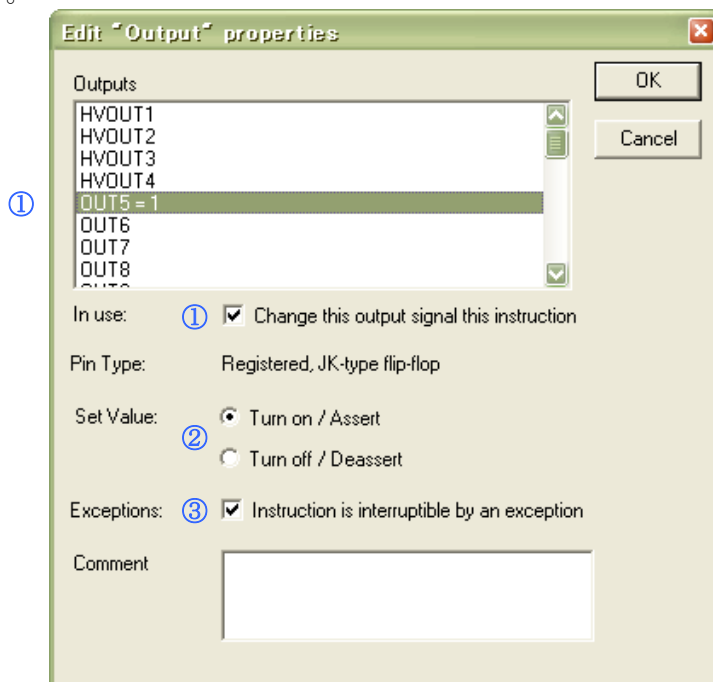 Edit "Output" properties
Outputs
OK
HVOUT1
HVOUT2
Cancel
HVOUT3
HVOUT4
① OUT5 = 1
OUT6
OUT7
OUT8
In use: ① Change this output signal this instruction
Pin Type: Registered, JK-type flip-flop
Set Value: Turn on / Assert
②
Turn off / Deassert
Exceptions: ③ Instruction is interruptible by an exception
Comment